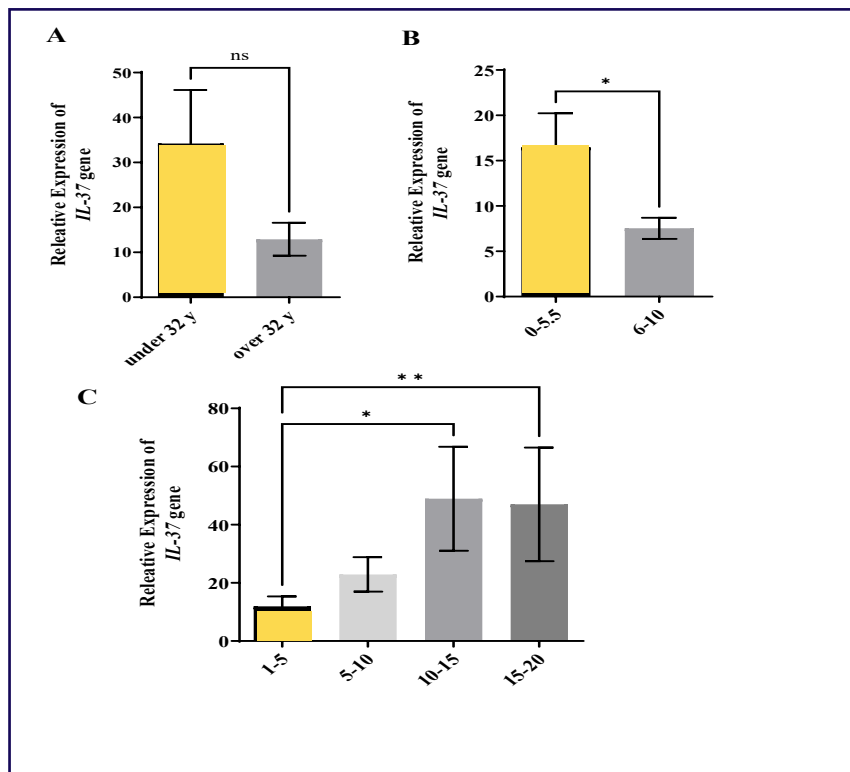 A
ns
Releative Expression of
IL-37 gene
50
40
30
20
10
0
under 32 y
over 32 y
B
*
Releative Expression of
IL-37 gene
25
20
15
10
5
0
0-5.5
6-10
C
* *
*
Releative Expression of
IL-37 gene
80
60
40
20
0
1-5
5-10
10-15
15-20